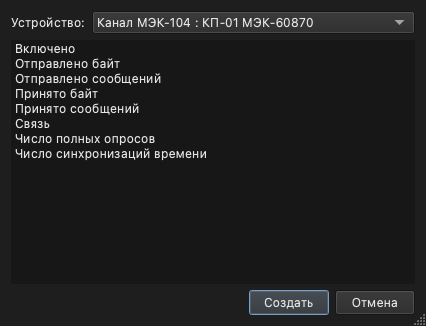 Устройство: Канал МЭК-104 : КП-01 МЭК-60870
Включено
Отправлено байт
Отправлено сообщений
Принято байт
Принято сообщений
Связь
Число полных опросов
Число синхронизаций времени
Создать Отмена